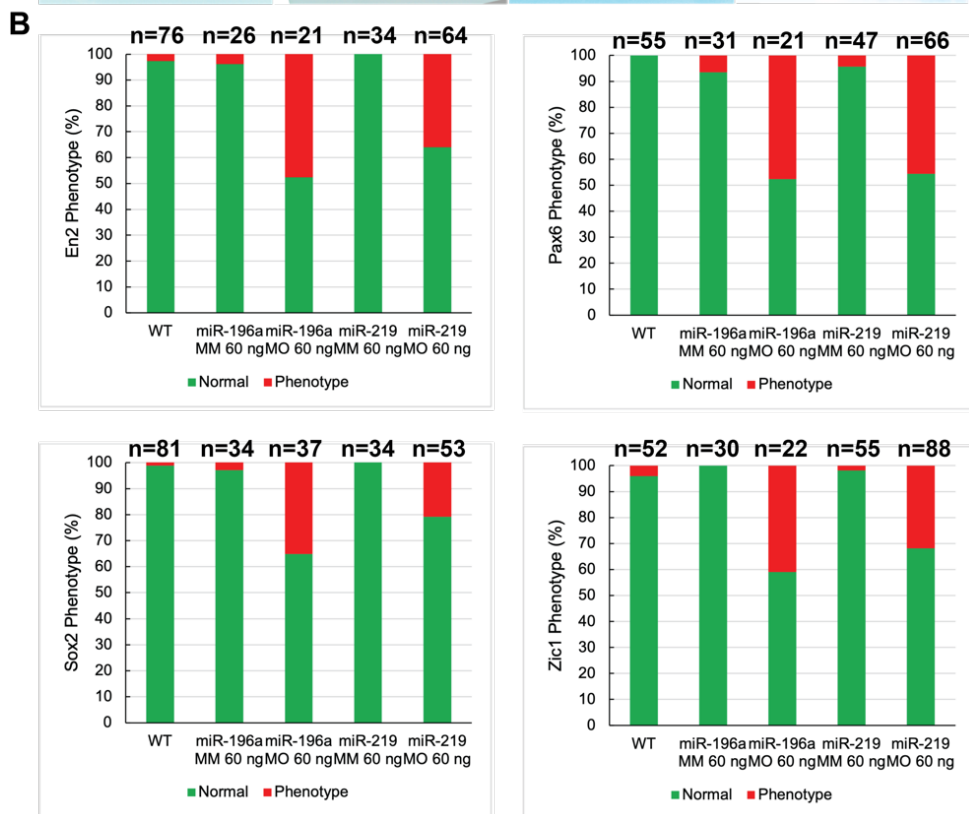 B
n=76 n=26 n=21 n=34 n=64
100
90
80
70
60
50
40
30
20
10
0
En2 Phenotype (%)
WT miR-196a miR-196a miR-219 miR-219
MM 60 ng MO 60 ng MM 60 ng MO 60 ng
Normal Phenotype
n=55 n=31 n=21 n=47 n=66
100
90
80
70
60
50
40
30
20
10
0
Pax6 Phenotype (%)
WT miR-196a miR-196a miR-219 miR-219
MM 60 ng MO 60 ng MM 60 ng MO 60 ng
Normal Phenotype
n=81 n=34 n=37 n=34 n=53
100
90
80
70
60
50
40
30
20
10
0
Sox2 Phenotype (%)
WT miR-196a miR-196a miR-219 miR-219
MM 60 ng MO 60 ng MM 60 ng MO 60 ng
Normal Phenotype
n=52 n=30 n=22 n=55 n=88
100
90
80
70
60
50
40
30
20
10
0
Zic1 Phenotype (%)
WT miR-196a miR-196a miR-219 miR-219
MM 60 ng MO 60 ng MM 60 ng MO 60 ng
Normal Phenotype